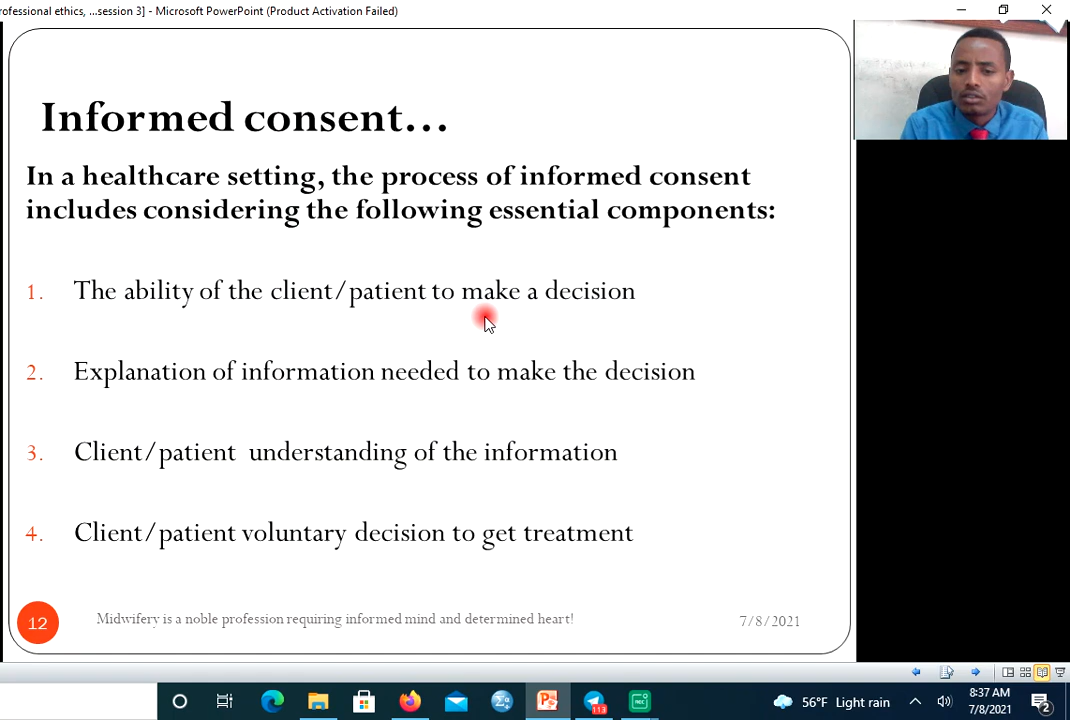 ofessional ethics, ...session 3] - Microsoft PowerPoint (Product Activation Failed)
Informed consent...
In a healthcare setting, the process of informed consent
includes considering the following essential components:
1. The ability of the client/patient to make a decision
2. Explanation of information needed to make the decision
3. Client/patient understanding of the information
4. Client/patient voluntary decision to get treatment
12
Midwifery is a noble profession requiring informed mind and determined heart!
7/8/2021
113
REC
56°F Light rain
8:37 AM
7/8/2021
2